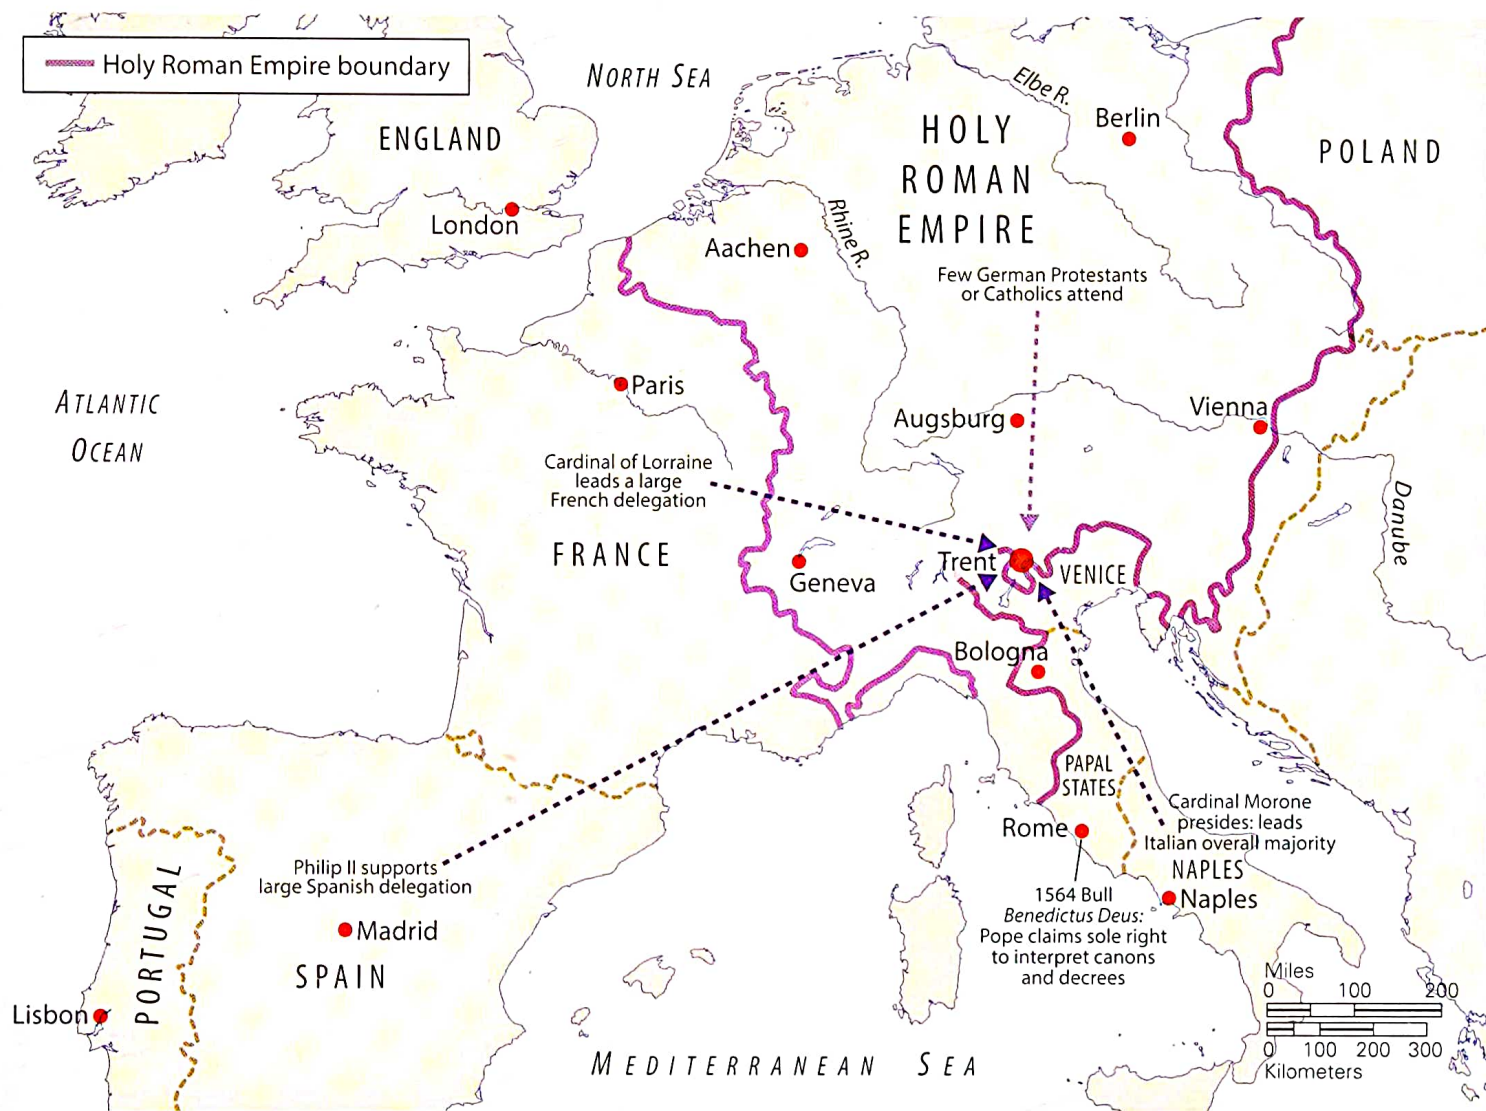 Holy Roman Empire boundary
NORTH SEA
Elbe R.
Berlin
HOLY
ROMAN
EMPIRE
POLAND
ENGLAND
London
Aachen
Rhine R.
Few German Protestants
or Catholics attend
ATLANTIC
OCEAN
Paris
Augsburg
Vienna
Cardinal of Lorraine
leads a large
French delegation
Danube
FRANCE
Geneva
Trent
VENICE
Bologna
PAPAL
STATES
Rome
Cardinal Morone
presides: leads
Italian overall majority
NAPLES
Naples
1564 Bull
Benedictus Deus:
Pope claims sole right
to interpret canons
and decrees
Philip II supports
large Spanish delegation
Madrid
SPAIN
PORTUGAL
Lisbon
MEDITERRANEAN SEA
Miles
0 100 200
0 100 200 300
Kilometers